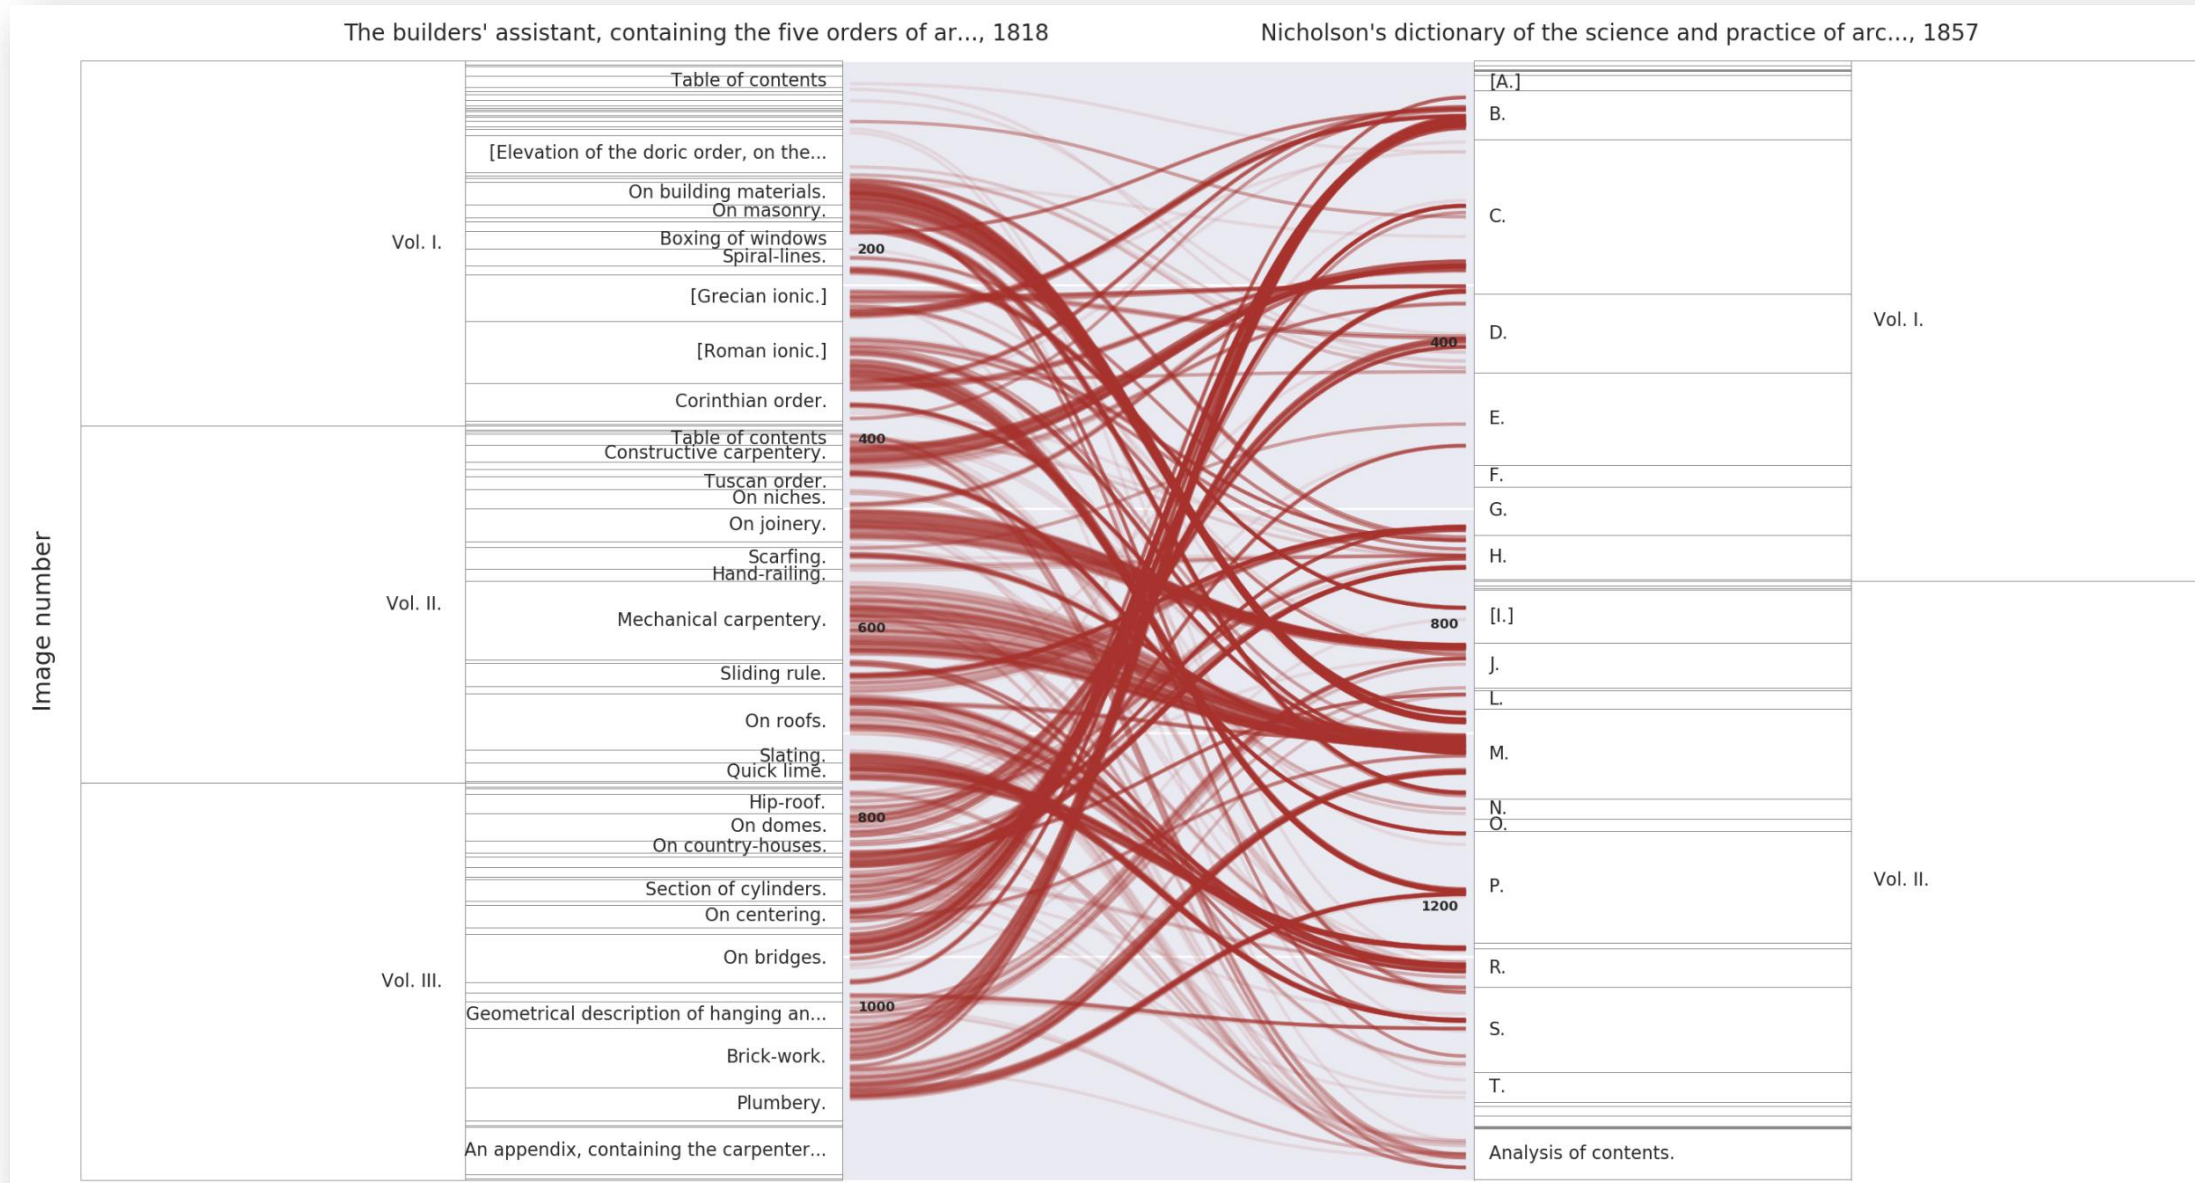 The builders' assistant, containing the five orders of ar..., 1818
Nicholson's dictionary of the science and practice of arc..., 1857
Image number
Vol. I.
Vol. II.
Vol. III.
Table of contents
[Elevation of the doric order, on the...
On building materials.
On masonry.
Boxing of windows
Spiral-lines.
[Grecian ionic.]
[Roman ionic.]
Corinthian order.
Table of contents
Constructive carpentery.
Tuscan order.
On niches.
On joinery.
Scarfing.
Hand-railing.
Mechanical carpentery.
Sliding rule.
On roofs.
Slating.
Quick lime.
Hip-roof.
On domes.
On country-houses.
Section of cylinders.
On centering.
On bridges.
Geometrical description of hanging an...
Brick-work.
Plumbery.
An appendix, containing the carpenter...
200
400
600
800
1000
400
800
1200
[A.]
B.
C.
D.
E.
F.
G.
H.
[I.]
J.
L.
M.
N.
O.
P.
R.
S.
T.
Analysis of contents.
Vol. I.
Vol. II.